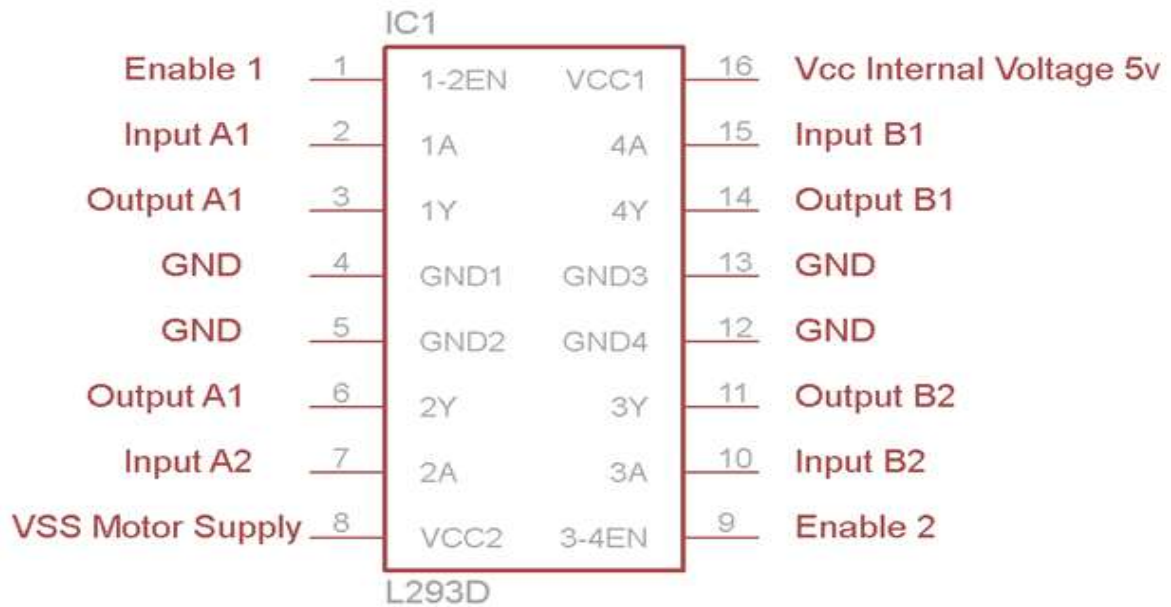 IC1
Enable 1 1 1-2EN VCC1 16 Vcc Internal Voltage 5v
Input A1 2 1A 4A 15 Input B1
Output A1 3 1Y 4Y 14 Output B1
GND 4 GND1 GND3 13 GND
GND 5 GND2 GND4 12 GND
Output A1 6 2Y 3Y 11 Output B2
Input A2 7 2A 3A 10 Input B2
VSS Motor Supply 8 VCC2 3-4EN 9 Enable 2
L293D